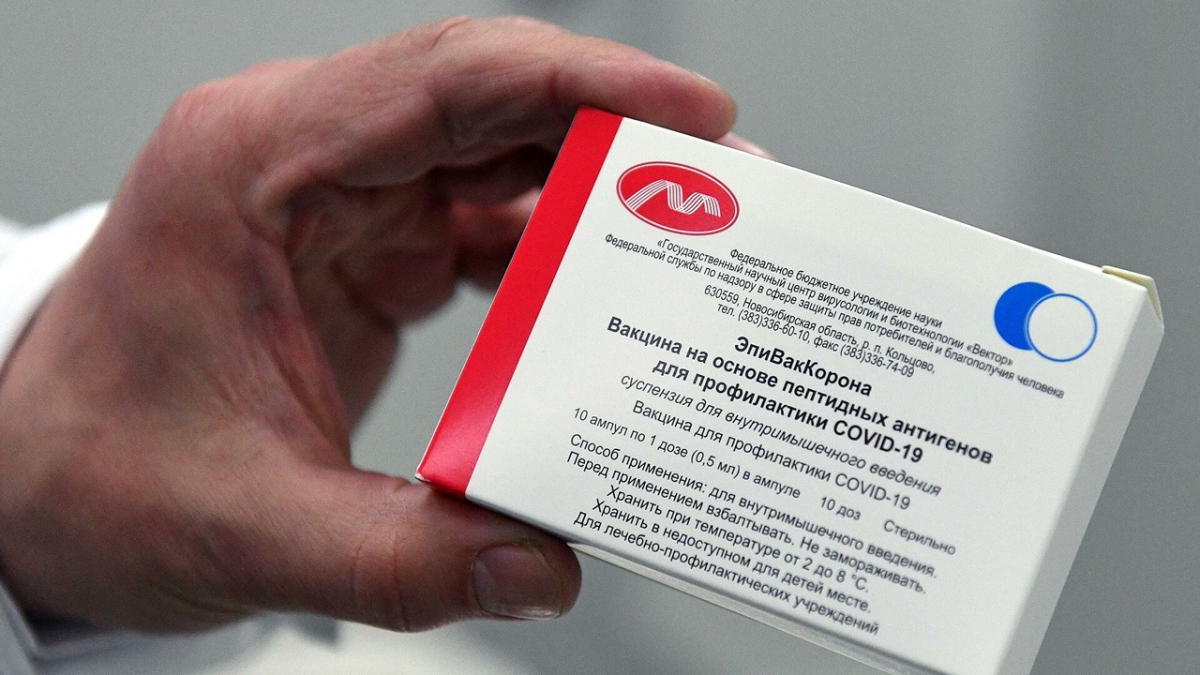 Федеральное бюджетное учреждение науки
«Государственный научный центр вирусологии и биотехнологии «Вектор»
Федеральной службы по надзору в сфере защиты прав потребителей и благополучия человека
630559, Новосибирская область, р. п. Кольцово,
тел. (383)336-60-10, факс (383)336-74-09
ЭпиВакКорона
Вакцина на основе пептидных антигенов
для профилактики COVID-19
суспензия для внутримышечного введения
Вакцина для профилактики COVID-19
10 ампул по 1 дозе (0,5 мл) в ампуле 10 доз Стерильно
Способ применения: для внутримышечного введения.
Перед применением взбалтывать. Не замораживать.
Хранить при температуре от 2 до 8 °С.
Хранить в недоступном для детей месте.
Для лечебно-профилактических учреждений